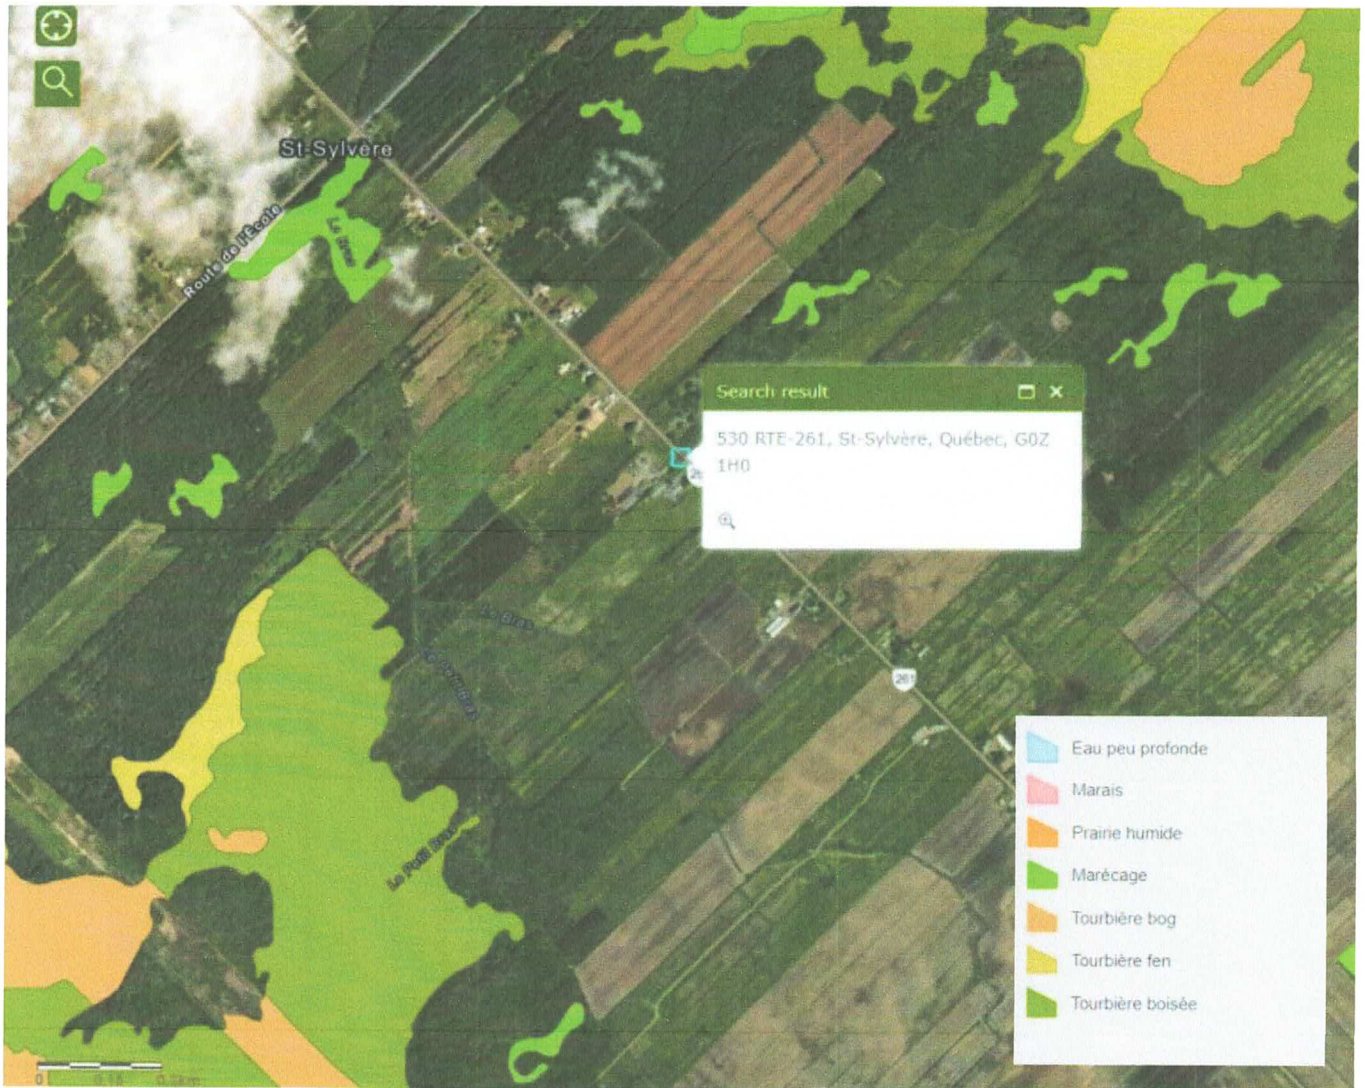 St-Sylvère
Route de l'École
Le Bras
Search result
530 RTE-261, St-Sylvère, Québec, G0Z
1H0
Le Bras
261
Eau peu profonde
Marais
Prairie humide
Marécage
Tourbière bog
Tourbière fen
Tourbière boisée
Le Petit Bras
0